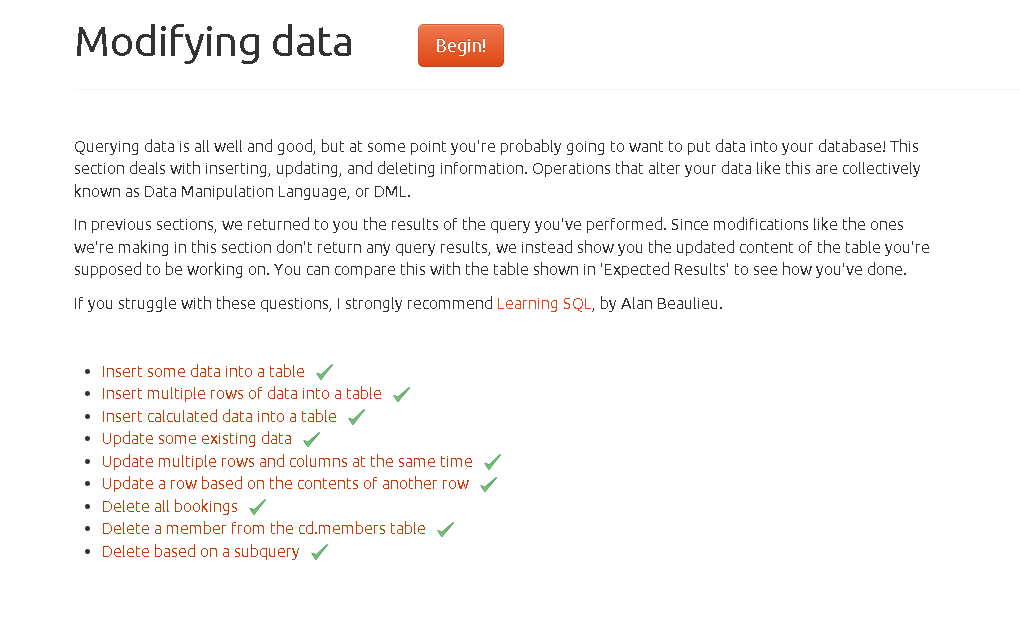 Modifying data
Begin!
Querying data is all well and good, but at some point you're probably going to want to put data into your database! This
section deals with inserting, updating, and deleting information. Operations that alter your data like this are collectively
known as Data Manipulation Language, or DML.
In previous sections, we returned to you the results of the query you've performed. Since modifications like the ones
we're making in this section don't return any query results, we instead show you the updated content of the table you're
supposed to be working on. You can compare this with the table shown in 'Expected Results' to see how you've done.
If you struggle with these questions, I strongly recommend Learning SQL, by Alan Beaulieu.
Insert some data into a table
Insert multiple rows of data into a table
Insert calculated data into a table
Update some existing data
Update multiple rows and columns at the same time
Update a row based on the contents of another row
Delete all bookings
Delete a member from the cd.members table
Delete based on a subquery